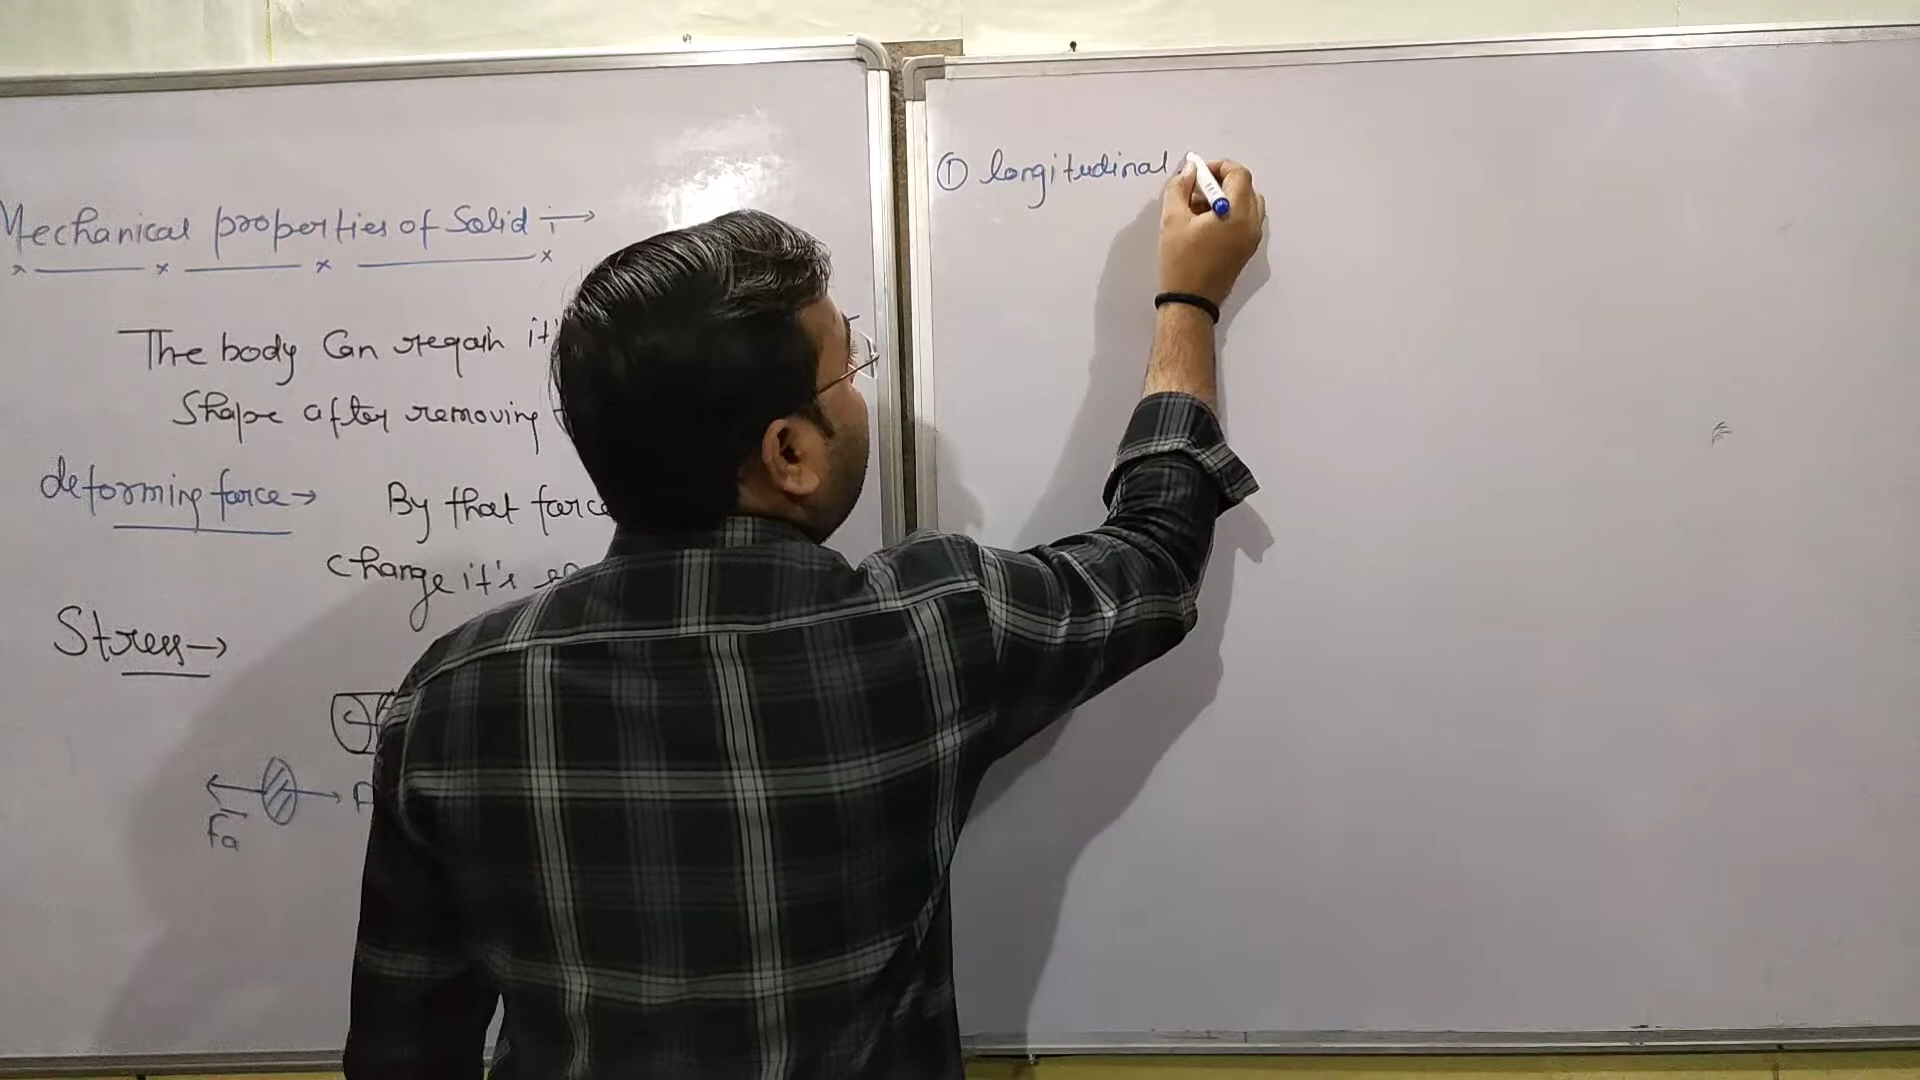 Mechanical properties of Solid :→
The body Can regain it's
Shape after removing
deforming force → By that force
change it's
Stress →
Fa
① longitudinal